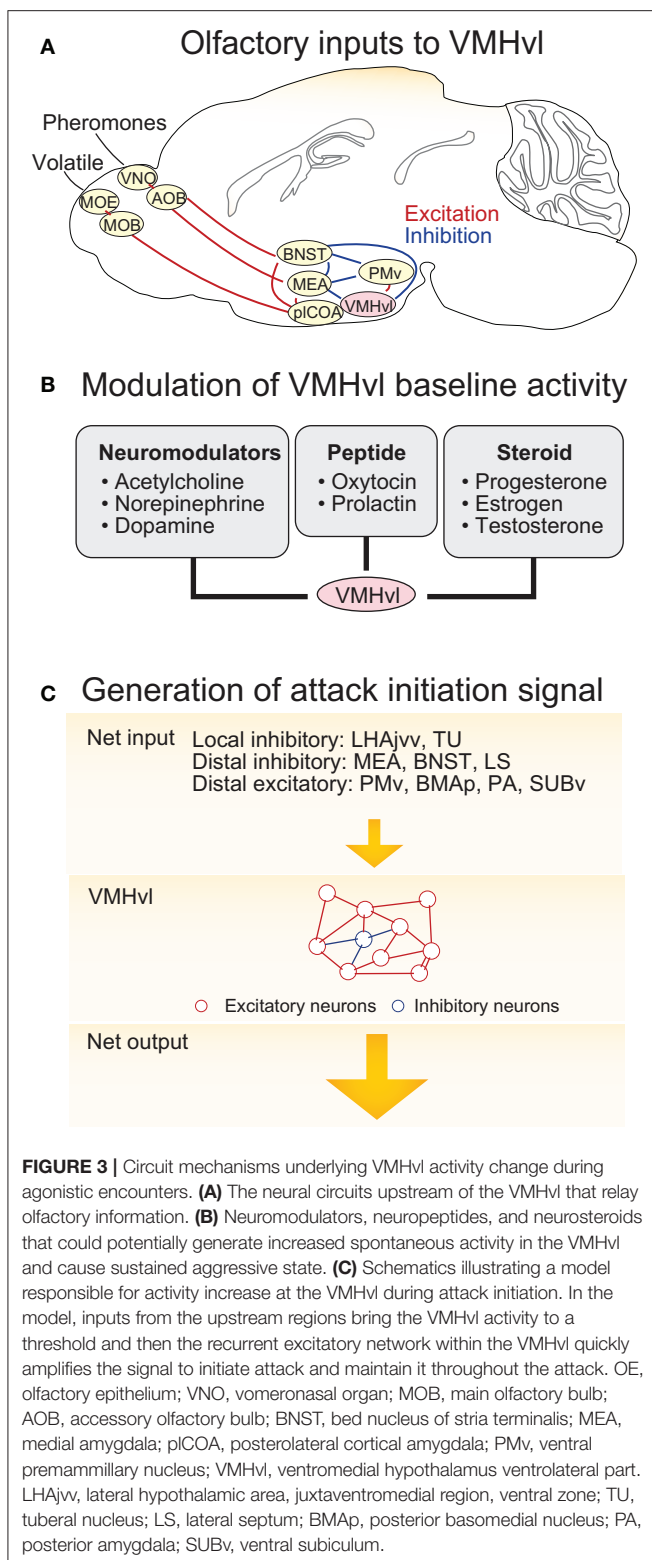 A Olfactory inputs to VMHvl
Pheromones
Volatile
VNO
MOE
AOB
MOB
Excitation
Inhibition
BNST
PMv
MEA
VMHvl
plCOA
B Modulation of VMHvl baseline activity
Neuromodulators
• Acetylcholine
• Norepinephrine
• Dopamine
Peptide
• Oxytocin
• Prolactin
Steroid
• Progesterone
• Estrogen
• Testosterone
VMHvl
C Generation of attack initiation signal
Net input
Local inhibitory: LHAjvv, TU
Distal inhibitory: MEA, BNST, LS
Distal excitatory: PMv, BMAp, PA, SUBv
VMHvl
Excitatory neurons
Inhibitory neurons
Net output
FIGURE 3 | Circuit mechanisms underlying VMHvl activity change during
agonistic encounters. (A) The neural circuits upstream of the VMHvl that relay
olfactory information. (B) Neuromodulators, neuropeptides, and neurosteroids
that could potentially generate increased spontaneous activity in the VMHvl
and cause sustained aggressive state. (C) Schematics illustrating a model
responsible for activity increase at the VMHvl during attack initiation. In the
model, inputs from the upstream regions bring the VMHvl activity to a
threshold and then the recurrent excitatory network within the VMHvl quickly
amplifies the signal to initiate attack and maintain it throughout the attack. OE,
olfactory epithelium; VNO, vomeronasal organ; MOB, main olfactory bulb;
AOB, accessory olfactory bulb; BNST, bed nucleus of stria terminalis; MEA,
medial amygdala; plCOA, posterolateral cortical amygdala; PMv, ventral
premammillary nucleus; VMHvl, ventromedial hypothalamus ventrolateral part.
LHAjvv, lateral hypothalamic area, juxtaventromedial region, ventral zone; TU,
tuberal nucleus; LS, lateral septum; BMAp, posterior basomedial nucleus; PA,
posterior amygdala; SUBv, ventral subiculum.